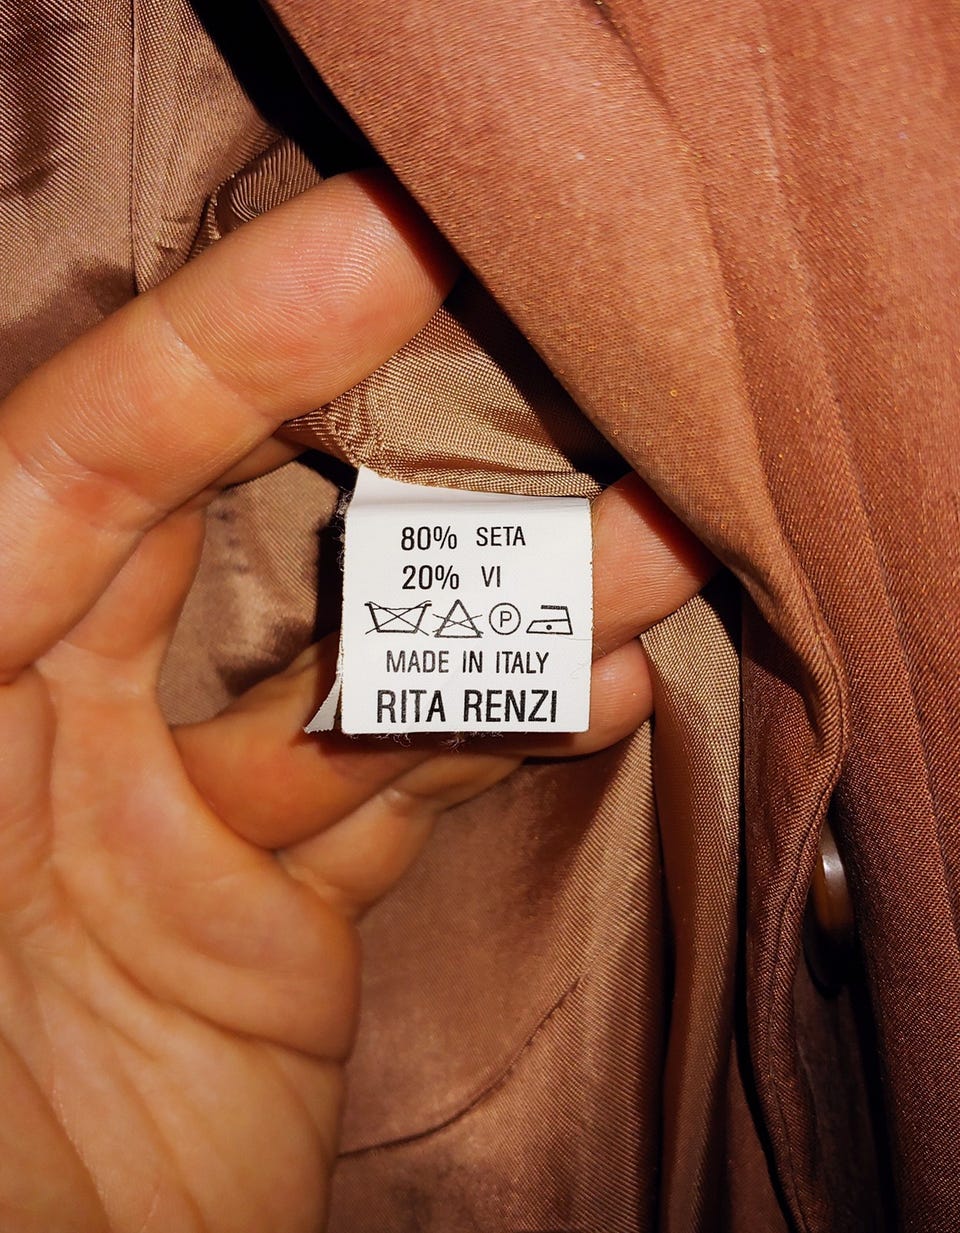 80% SETA
20% VI
P
MADE IN ITALY
RITA RENZI